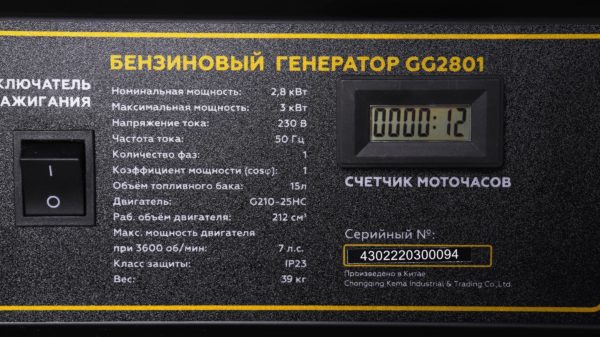 БЕНЗИНОВЫЙ ГЕНЕРАТОР GG2801
КЛЮЧАТЕЛЬ
АЖИГАНИЯ
I
O
Номинальная мощность: 2,8 кВт
Максимальная мощность: 3 кВт
Напряжение тока: 230 В
Частота тока: 50 Гц
Количество фаз: 1
Коэффициент мощности (cosφ): 1
Объём топливного бака: 15л
Двигатель: G210-25HC
Раб. объём двигателя: 212 см³
Макс. мощность двигателя
при 3600 об/мин: 7 л.с.
Класс защиты: IP23
Вес: 39 кг
0000:12
СЧЕТЧИК МОТОЧАСОВ
Серийный №:
4302220300094
Произведено в Китае
Chongqing Kema Industrial & Trading Co.,Ltd.